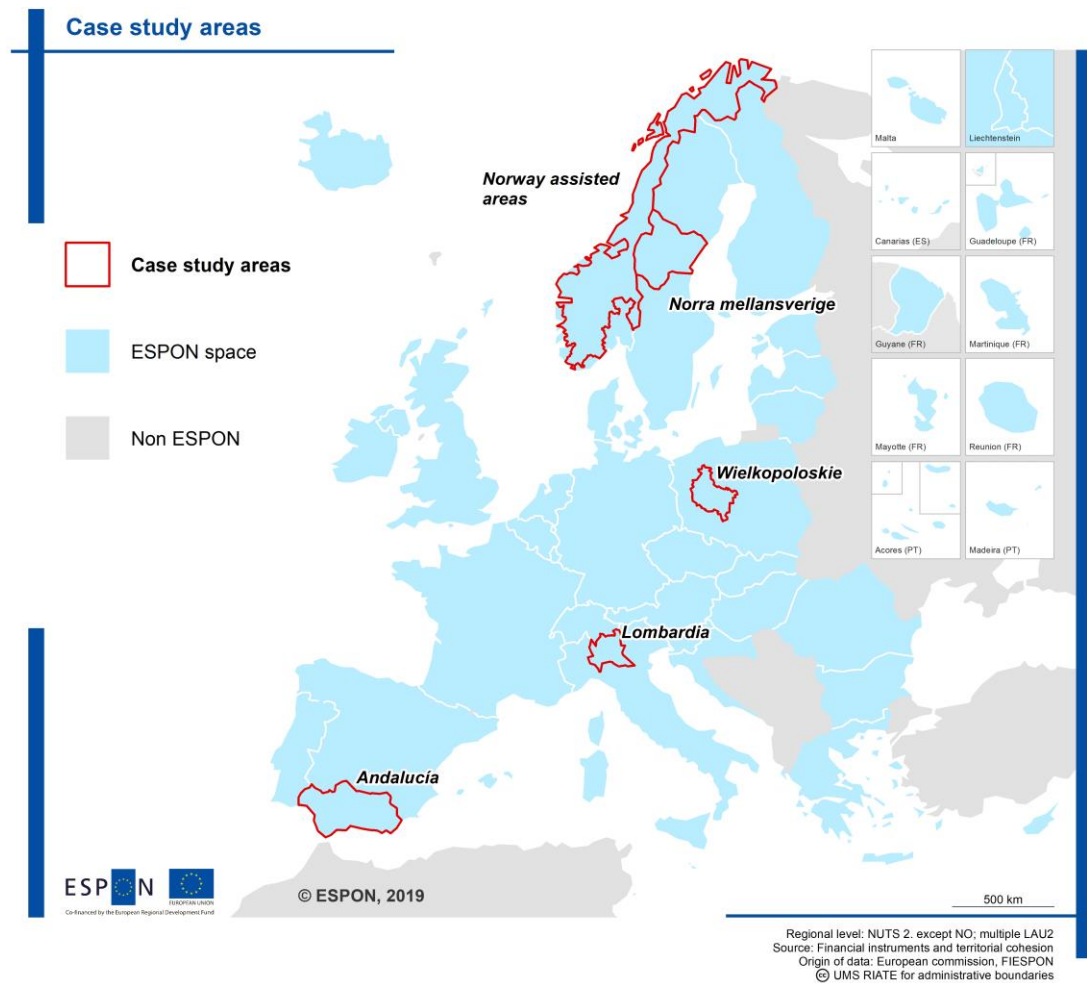 Case study areas
Norway assisted
areas
Case study areas
ESPON space
Non ESPON
Norra mellansverige
Wielkopoloskie
Lombardia
Andalucía
Malta
Liechtenstein
Canarias (ES)
Guadeloupe (FR)
Guyane (FR)
Martinique (FR)
Mayotte (FR)
Reunion (FR)
Acores (PT)
Madeira (PT)
ESPON
EUROPEAN UNION
Co-financed by the European Regional Development Fund
© ESPON, 2019
500 km
Regional level: NUTS 2. except NO; multiple LAU2
Source: Financial instruments and territorial cohesion
Origin of data: European commission, FIESPON
cc UMS RIATE for administrative boundaries